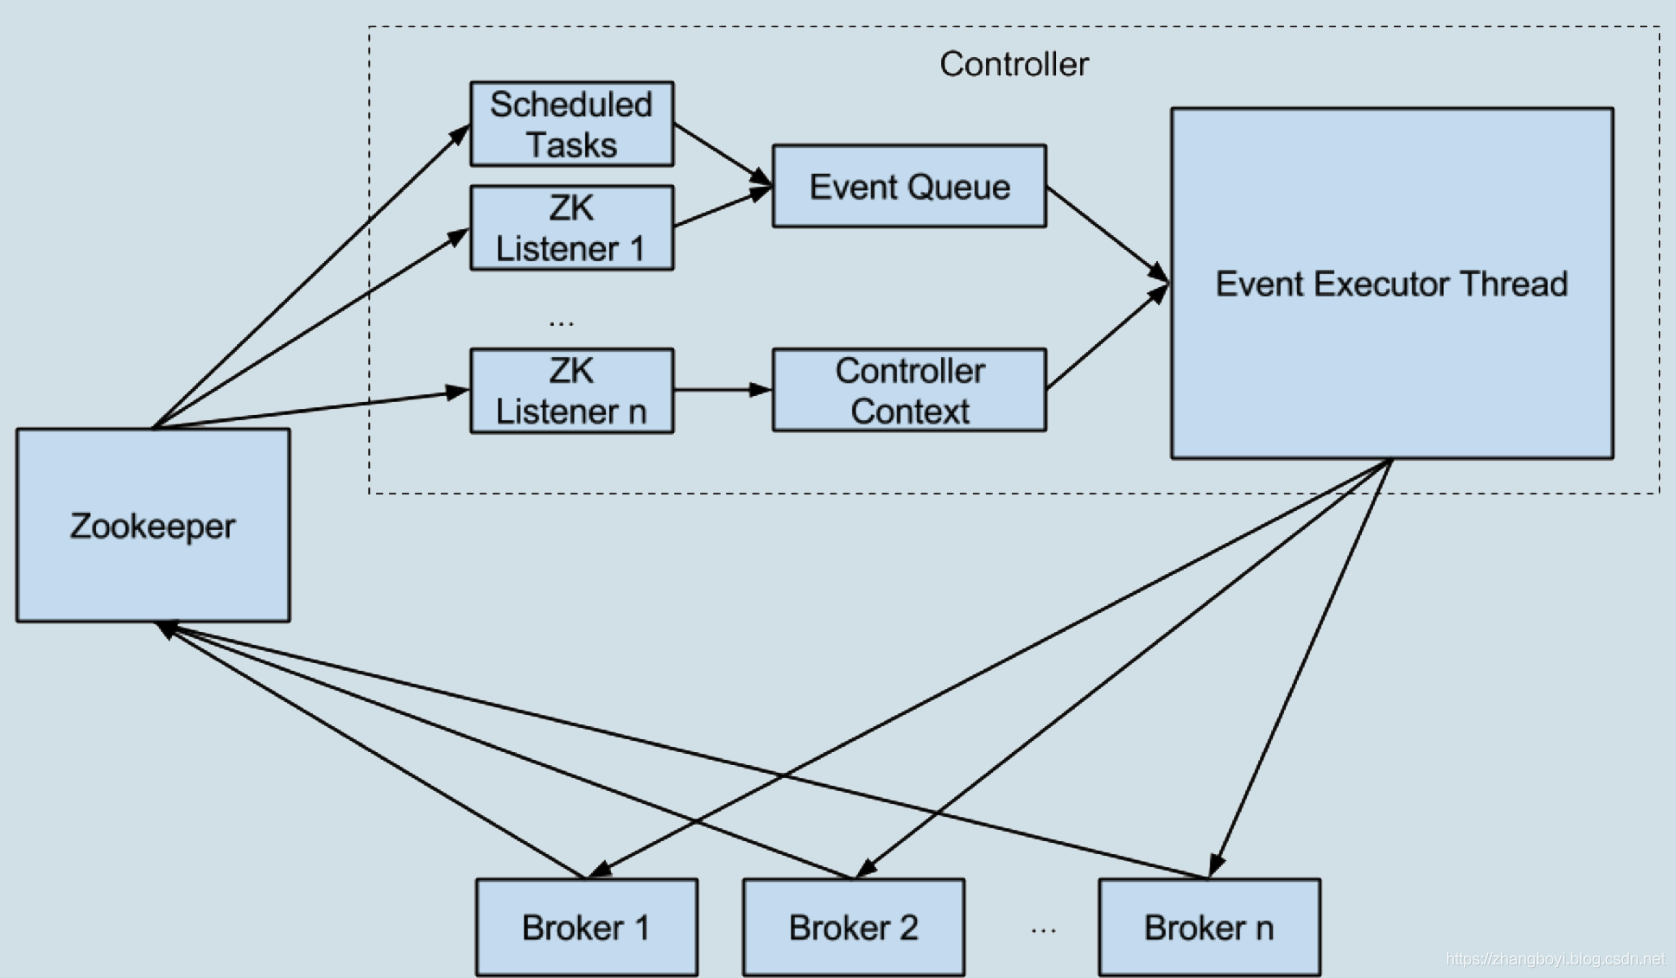 Controller
Scheduled
Tasks
ZK
Listener 1
...
ZK
Listener n
Event Queue
Controller
Context
Event Executor Thread
Zookeeper
Broker 1
Broker 2
...
Broker n
https://zhangboyi.blog.csdn.net